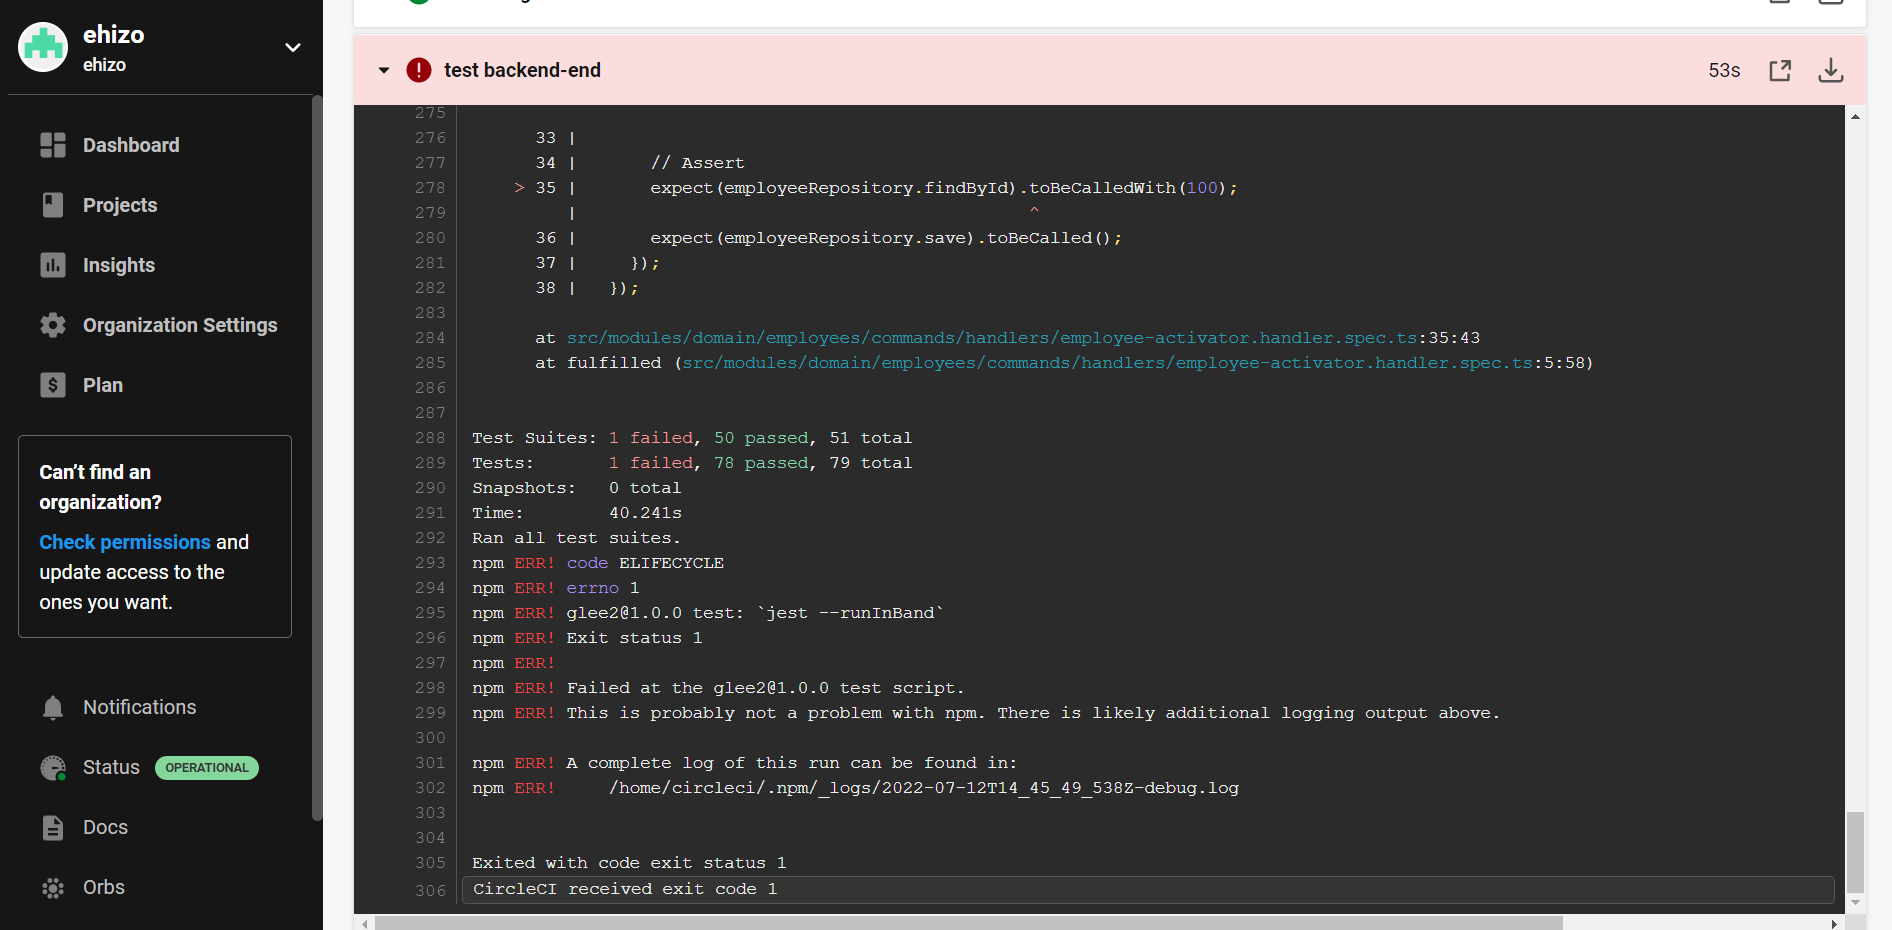 ehizo
ehizo
Dashboard
Projects
Insights
Organization Settings
Plan
Can't find an
organization?
Check permissions and
update access to the
ones you want.
Notifications
Status OPERATIONAL
Docs
Orbs
test backend-end 53s
275
276 33 |
277 34 | // Assert
278 > 35 | expect(employeeRepository.findById).toBeCalledWith(100);
279 | ^
280 36 | expect(employeeRepository.save).toBeCalled();
281 37 | });
282 38 | });
283
284 at src/modules/domain/employees/commands/handlers/employee-activator.handler.spec.ts:35:43
285 at fulfilled (src/modules/domain/employees/commands/handlers/employee-activator.handler.spec.ts:5:58)
286
287
288 Test Suites: 1 failed, 50 passed, 51 total
289 Tests: 1 failed, 78 passed, 79 total
290 Snapshots: 0 total
291 Time: 40.241s
292 Ran all test suites.
293 npm ERR! code ELIFECYCLE
294 npm ERR! errno 1
295 npm ERR! glee2@1.0.0 test: `jest --runInBand`
296 npm ERR! Exit status 1
297 npm ERR!
298 npm ERR! Failed at the glee2@1.0.0 test script.
299 npm ERR! This is probably not a problem with npm. There is likely additional logging output above.
300
301 npm ERR! A complete log of this run can be found in:
302 npm ERR! /home/circleci/.npm/_logs/2022-07-12T14_45_49_538Z-debug.log
303
304
305 Exited with code exit status 1
306 CircleCI received exit code 1